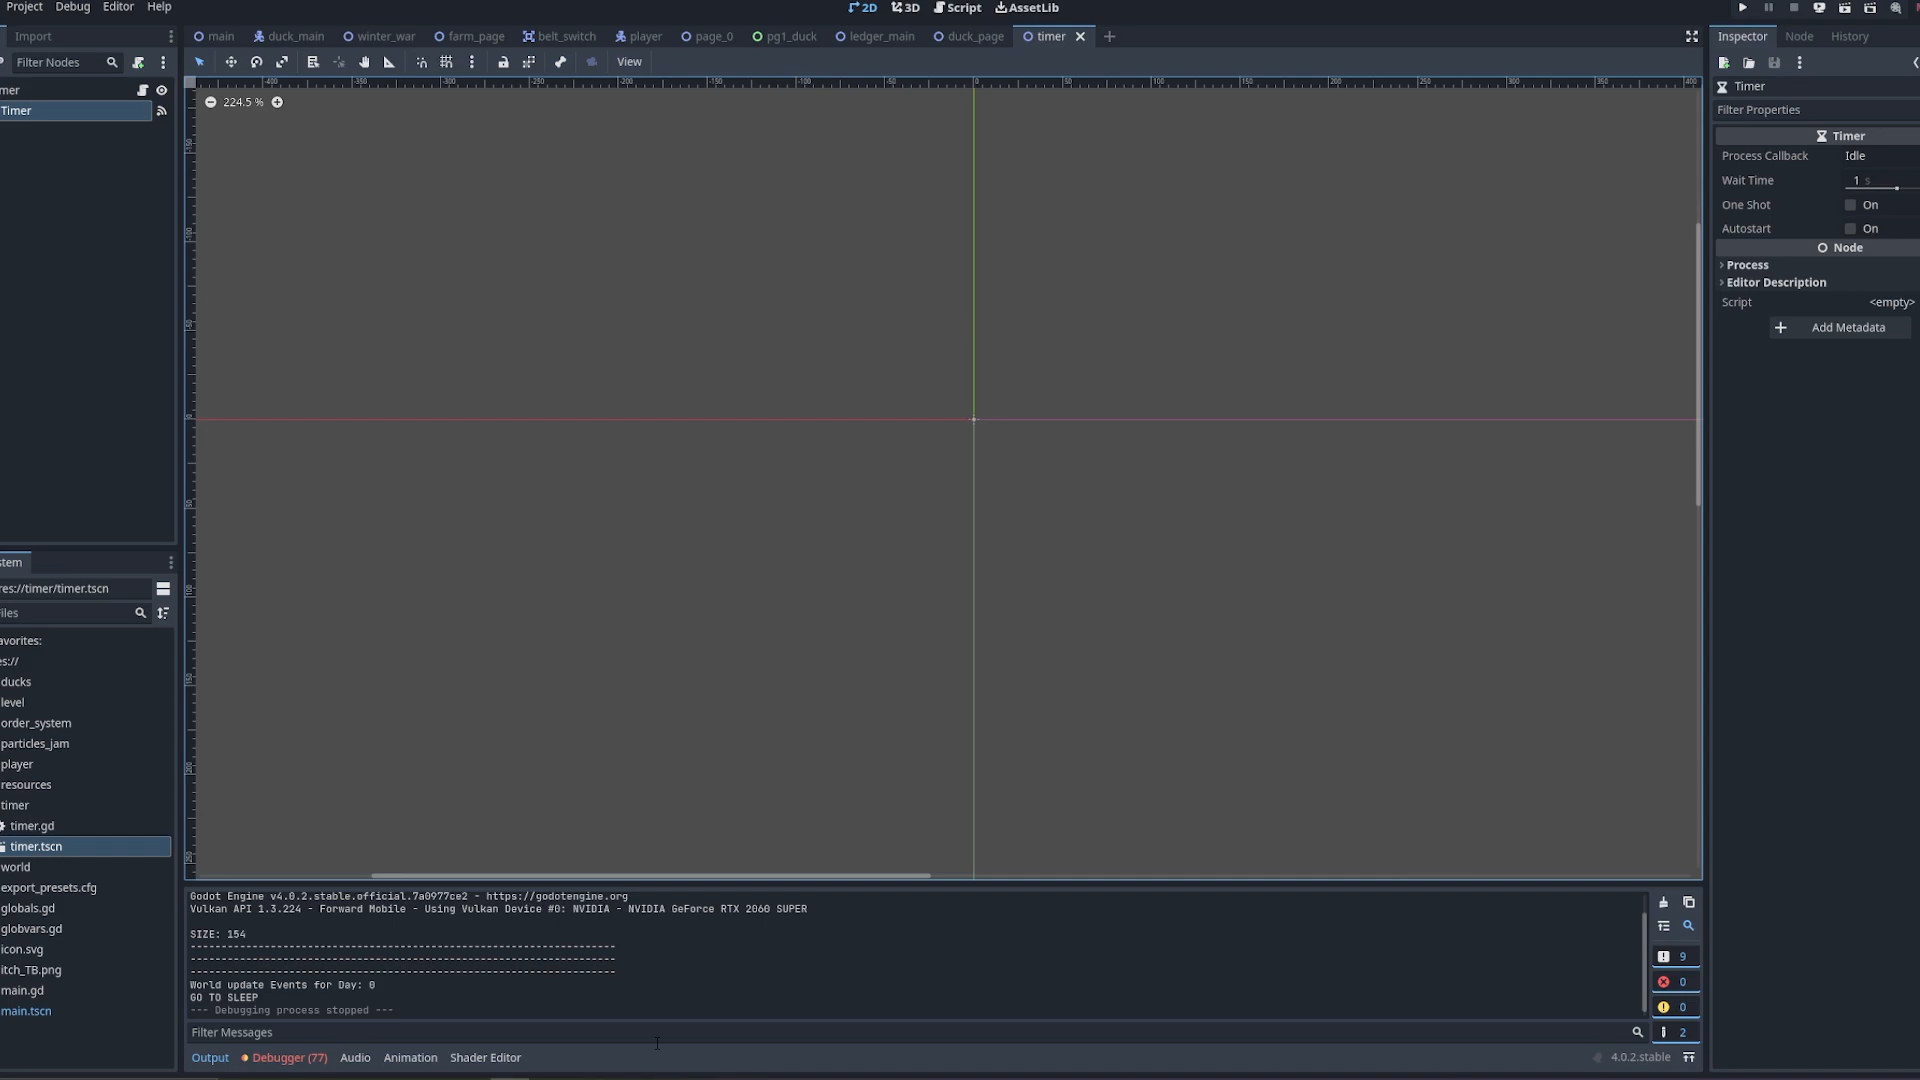 Project Debug Editor Help
2D 3D Script AssetLib
Import
main duck_main winter_war farm_page belt_switch player page_0 pg1_duck ledger_main duck_page timer
Inspector Node History
Filter Nodes
View
mer
Timer
224.5 %
Timer
Filter Properties
Timer
Process Callback Idle
Wait Time 1 s
One Shot On
Autostart On
Node
Process
Editor Description
Script <empty>
Add Metadata
stem
res://timer/timer.tscn
Files
avorites:
es://
ducks
level
order_system
particles_jam
player
resources
timer
timer.gd
timer.tscn
world
export_presets.cfg
globals.gd
globvars.gd
icon.svg
itch_TB.png
main.gd
main.tscn
Godot Engine v4.0.2.stable.official.7a0977ce2 - https://godotengine.org
Vulkan API 1.3.224 - Forward Mobile - Using Vulkan Device #0: NVIDIA - NVIDIA GeForce RTX 2060 SUPER
SIZE: 154
----------------------------------------------------------------------
----------------------------------------------------------------------
----------------------------------------------------------------------
World update Events for Day: 0
GO TO SLEEP
--- Debugging process stopped ---
9
0
0
2
Filter Messages
Output Debugger (77) Audio Animation Shader Editor
4.0.2.stable